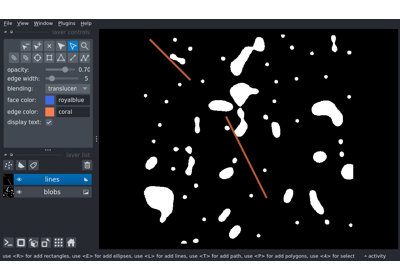 File View Window Plugins Help
layer controls
opacity: 0.70
edge width: 5
blending: translucen
face color: royalblue
edge color: coral
display text:
layer list
lines
blobs
use <R> for add rectangles, use <E> for add ellipses, use <L> for add lines, use <T> for add path, use <P> for add polygons, use <4> for select
activity